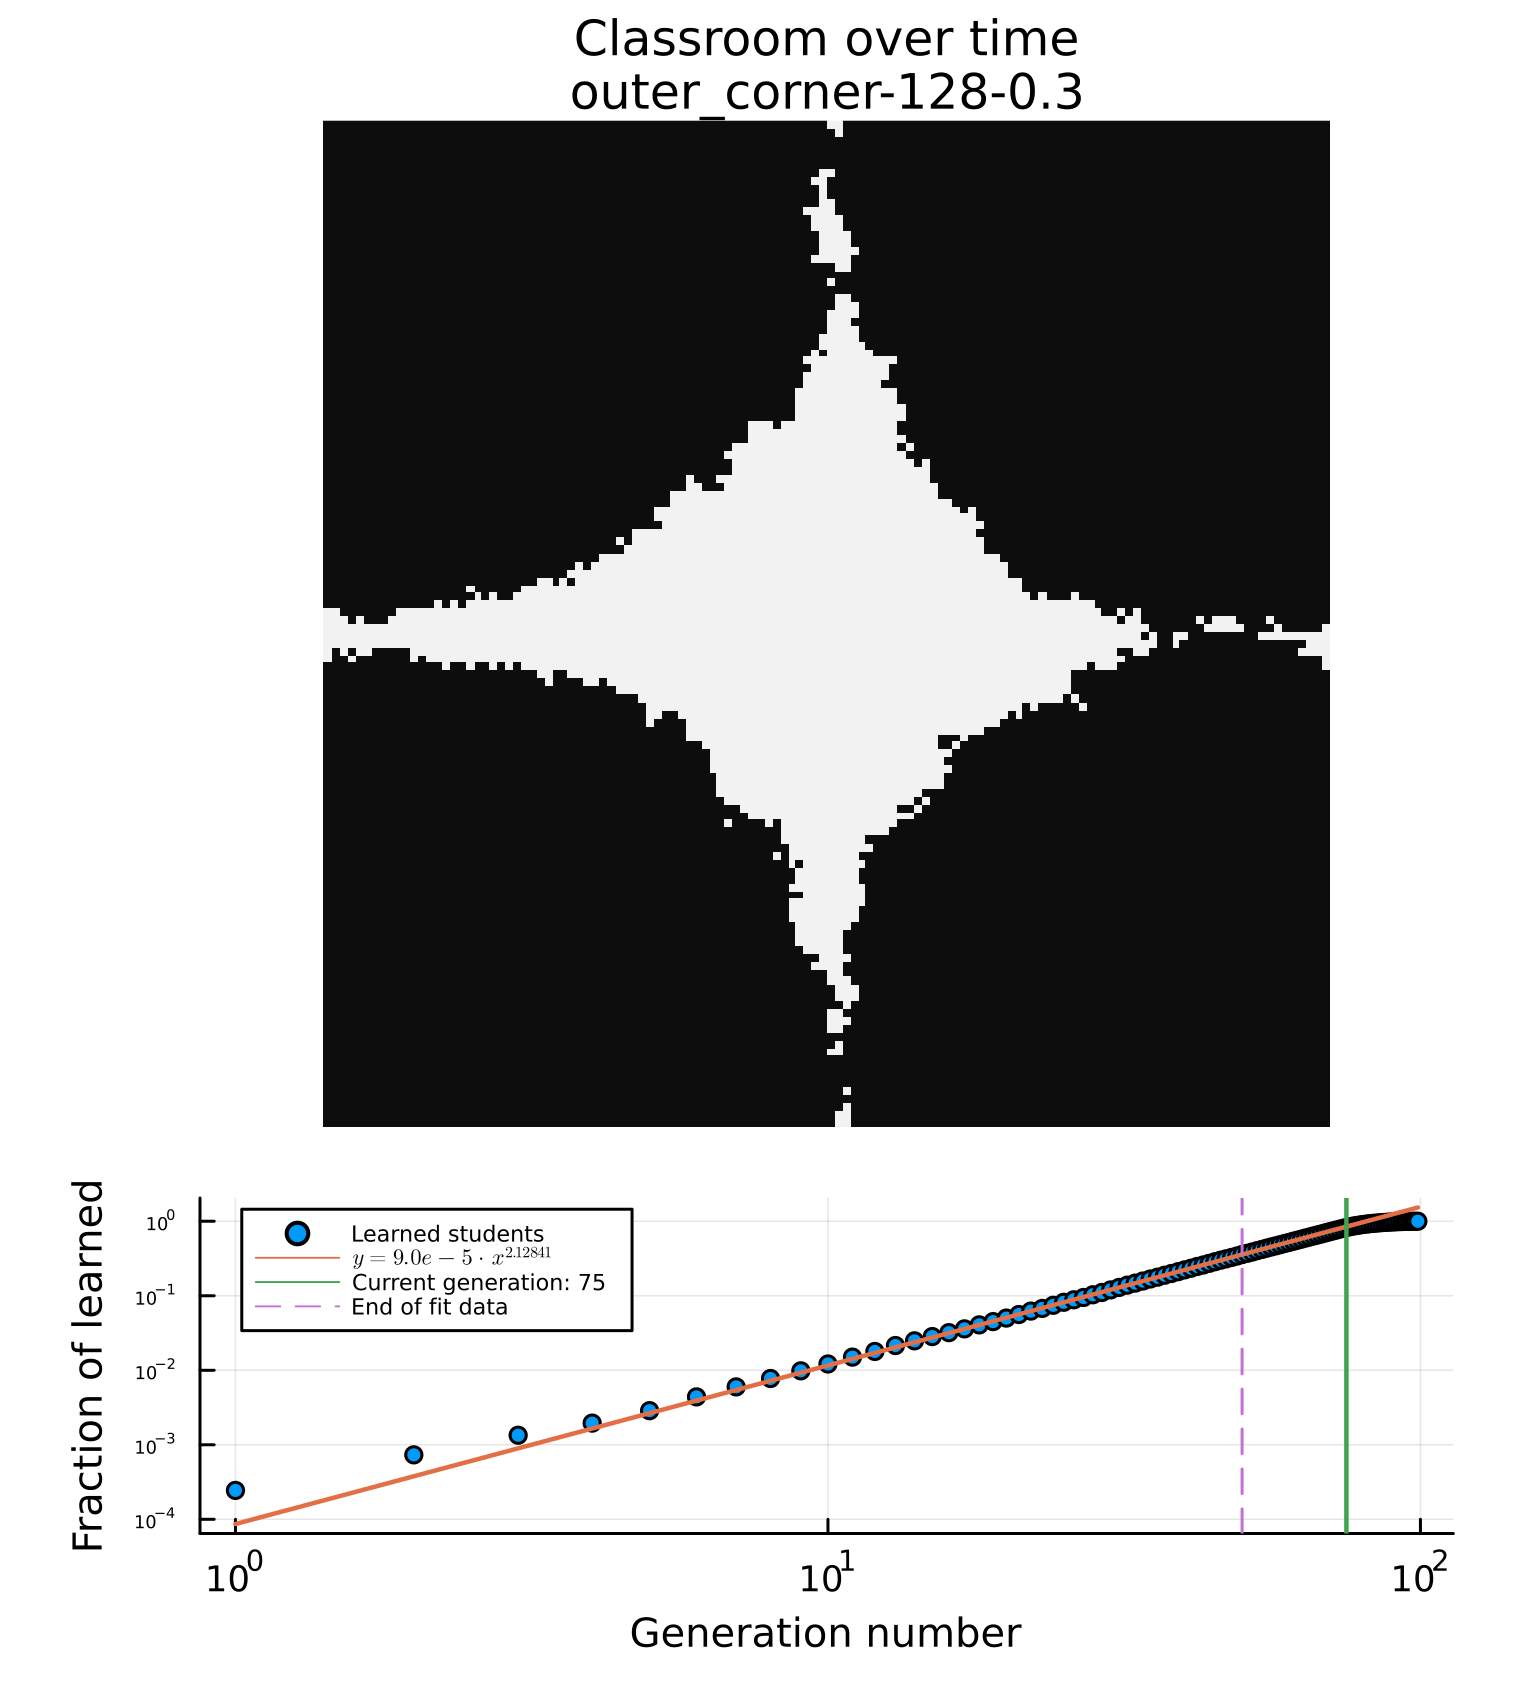 Classroom over time
outer_corner-128-0.3
Fraction of learned
10^0
10^−1
10^−2
10^−3
10^−4
Learned students
y = 9.0e − 5 · x^2.12841
Current generation: 75
End of fit data
10^0 10^1 10^2
Generation number